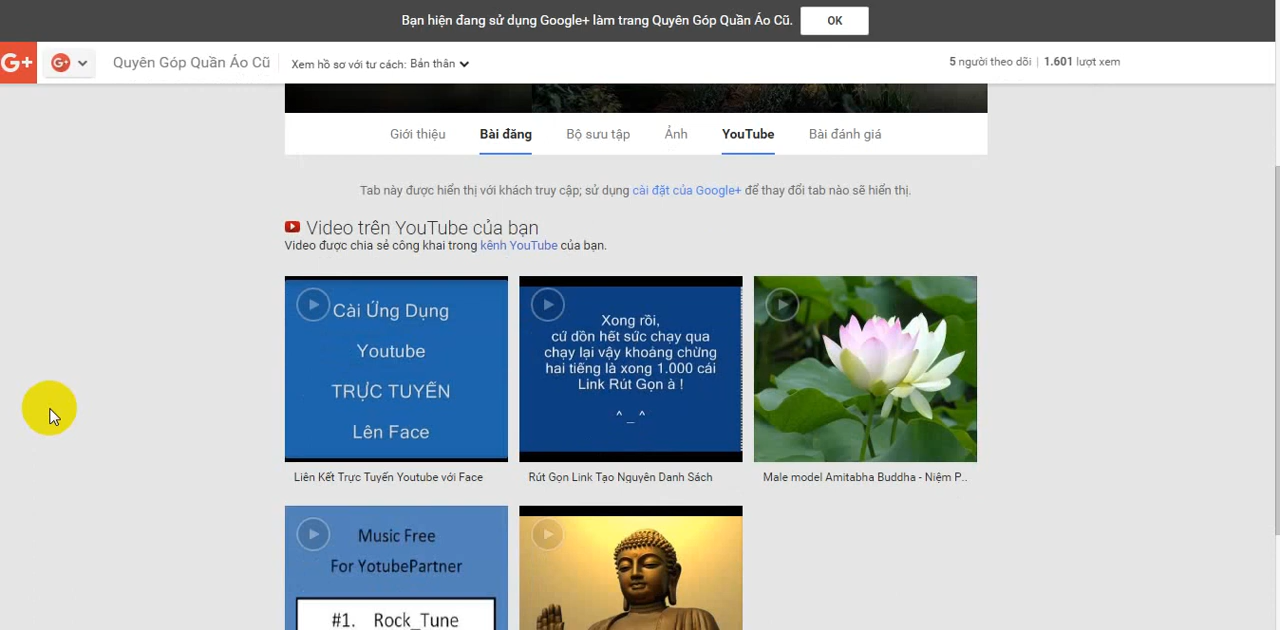 Bạn hiện đang sử dụng Google+ làm trang Quyên Góp Quần Áo Cũ. OK
G+ G+ Quyên Góp Quần Áo Cũ Xem hồ sơ với tư cách: Bản thân 5 người theo dõi | 1.601 lượt xem
Giới thiệu Bài đăng Bộ sưu tập Ảnh YouTube Bài đánh giá
Tab này được hiển thị với khách truy cập; sử dụng cài đặt của Google+ để thay đổi tab nào sẽ hiển thị.
Video trên YouTube của bạn
Video được chia sẻ công khai trong kênh YouTube của bạn.
Cài Ứng Dụng
Youtube
TRỰC TUYẾN
Lên Face
Xong rồi,
cứ dồn hết sức chạy qua
chạy lại vậy khoảng chừng
hai tiếng là xong 1.000 cái
Link Rút Gọn à !
^ _ ^
Liên Kết Trực Tuyến Youtube với Face
Rút Gọn Link Tạo Nguyên Danh Sách
Male model Amitabha Buddha - Niệm P..
Music Free
For YotubePartner
#1. Rock_Tune